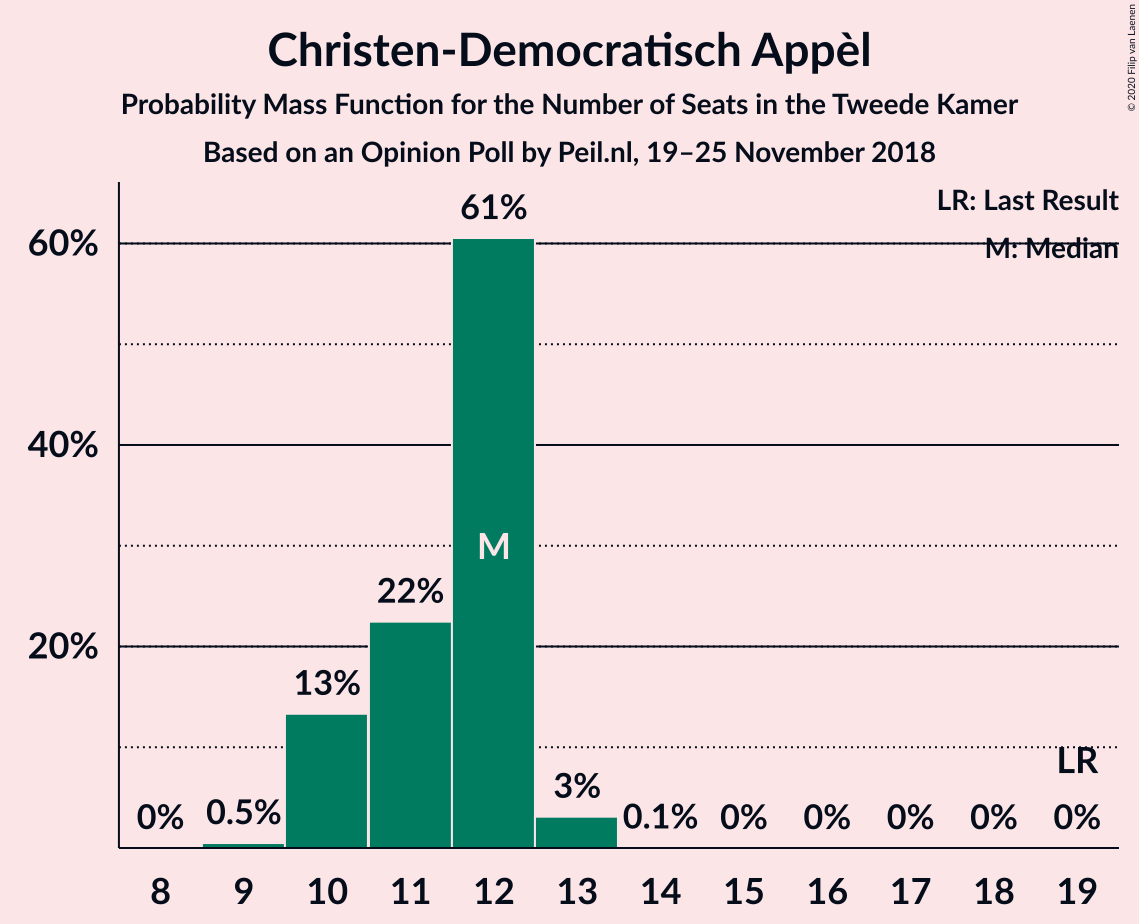 Christen-Democratisch Appèl
Probability Mass Function for the Number of Seats in the Tweede Kamer
Based on an Opinion Poll by Peil.nl, 19–25 November 2018
© 2020 Filip van Laenen
LR: Last Result
M: Median
60%
40%
20%
0%
0.5%
13%
22%
61%
M
3%
0.1%
0%
0%
0%
0%
LR
0%
8 9 10 11 12 13 14 15 16 17 18 19